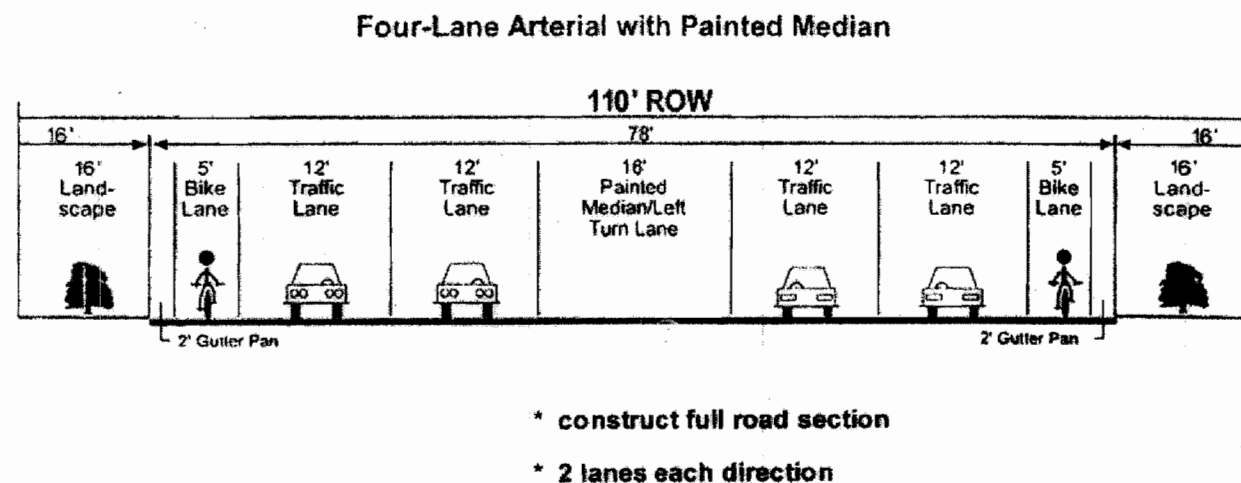 Four-Lane Arterial with Painted Median
110' ROW
16'
78'
16'
16'
Land-
scape
5'
Bike
Lane
12'
Traffic
Lane
12'
Traffic
Lane
16'
Painted
Median/Left
Turn Lane
12'
Traffic
Lane
12'
Traffic
Lane
5'
Bike
Lane
16'
Land-
scape
2' Gutter Pan
2' Gutter Pan
* construct full road section
* 2 lanes each direction